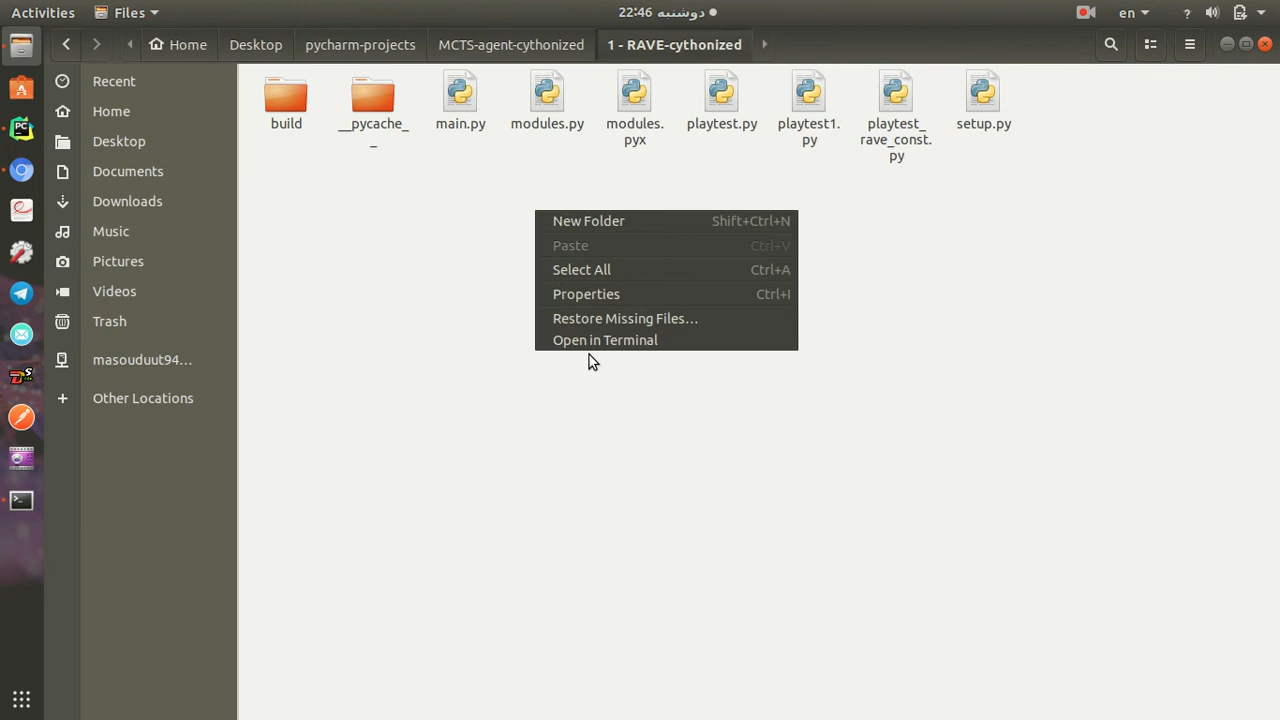 Activities
Files
دوشنبه 22:46
en
?
Home
Desktop
pycharm-projects
MCTS-agent-cythonized
1 - RAVE-cythonized
Recent
Home
Desktop
Documents
Downloads
Music
Pictures
Videos
Trash
masouduut94...
Other Locations
build
__pycache_
_
main.py
modules.py
modules.
pyx
playtest.py
playtest1.
py
playtest_
rave_const.
py
setup.py
New Folder Shift+Ctrl+N
Paste Ctrl+V
Select All Ctrl+A
Properties Ctrl+I
Restore Missing Files…
Open in Terminal